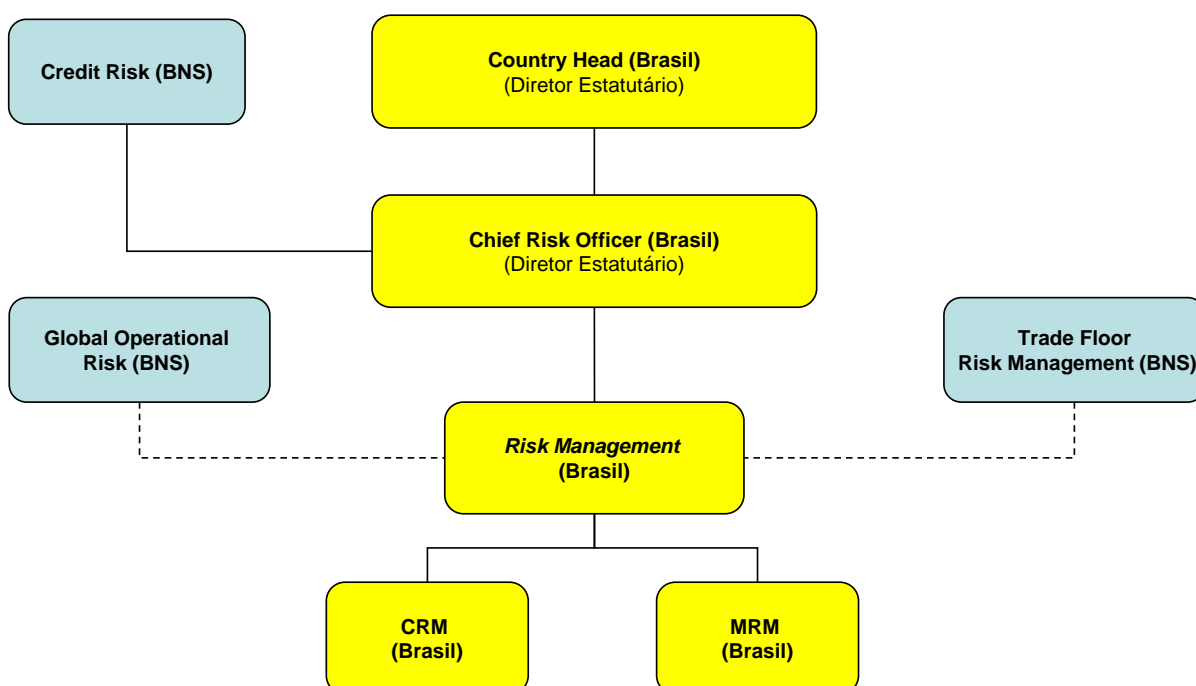 Credit Risk (BNS)
Country Head (Brasil)
(Diretor Estatutário)
Chief Risk Officer (Brasil)
(Diretor Estatutário)
Global Operational
Risk (BNS)
Trade Floor
Risk Management (BNS)
Risk Management
(Brasil)
CRM
(Brasil)
MRM
(Brasil)